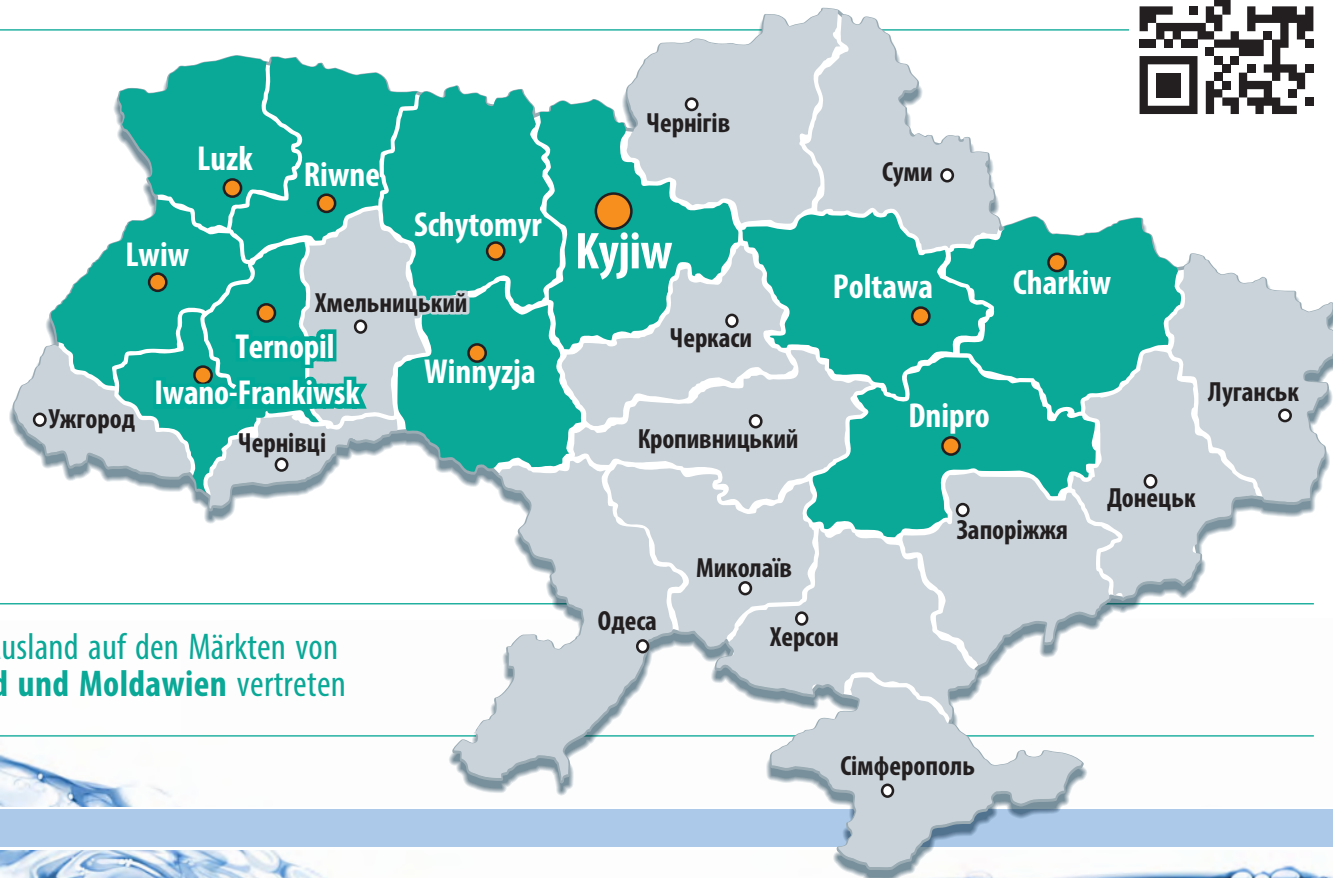 Чернігів
Суми
Luzk
Riwne
Schytomyr
Kyjiw
Lwiw
Хмельницький
Poltawa
Charkiw
Черкаси
Ternopil
Winnyzja
Iwano-Frankiwsk
Луганськ
Ужгород
Чернівці
Dnipro
Кропивницький
Донецьк
Запоріжжя
Миколаїв
Одеса
Херсон
auf den Märkten von
und Moldawien vertreten
Сімферополь